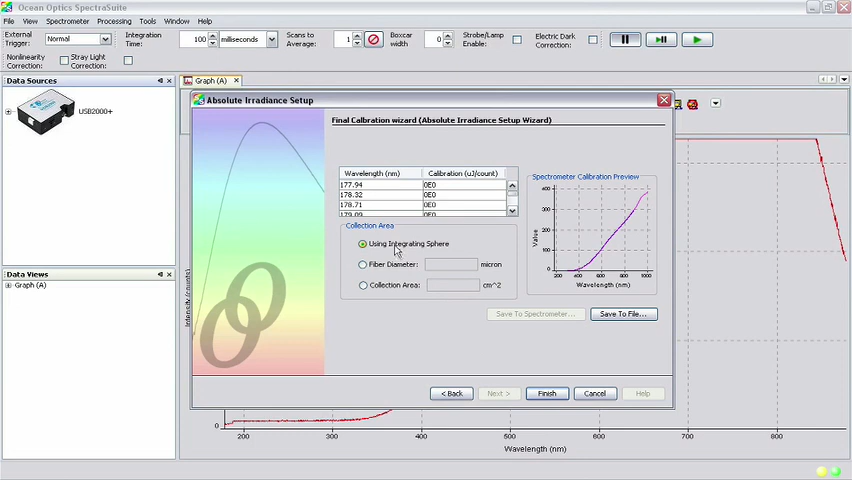 Ocean Optics SpectraSuite
File View Spectrometer Processing Tools Window Help
External Trigger: Normal
Integration Time: 100 milliseconds
Scans to Average: 1
Boxcar width 0
Strobe/Lamp Enable:
Electric Dark Correction:
Nonlinearity Correction:
Stray Light Correction:
Data Sources
Graph (A)
USB2000+
Absolute Irradiance Setup
Final Calibration wizard (Absolute Irradiance Setup Wizard)
Wavelength (nm) Calibration (uJ/count)
177.94 0E0
178.32 0E0
178.71 0E0
179.09 0E0
Collection Area
Using Integrating Sphere
Fiber Diameter: micron
Collection Area: cm^2
Spectrometer Calibration Preview
400
300
200
100
0
Value
200 400 600 800 1000
Wavelength (nm)
Save To Spectrometer...
Save To File...
< Back Next > Finish Cancel Help
Data Views
Graph (A)
Intensity (counts)
0
200 300 400 500 600 700 800
Wavelength (nm)